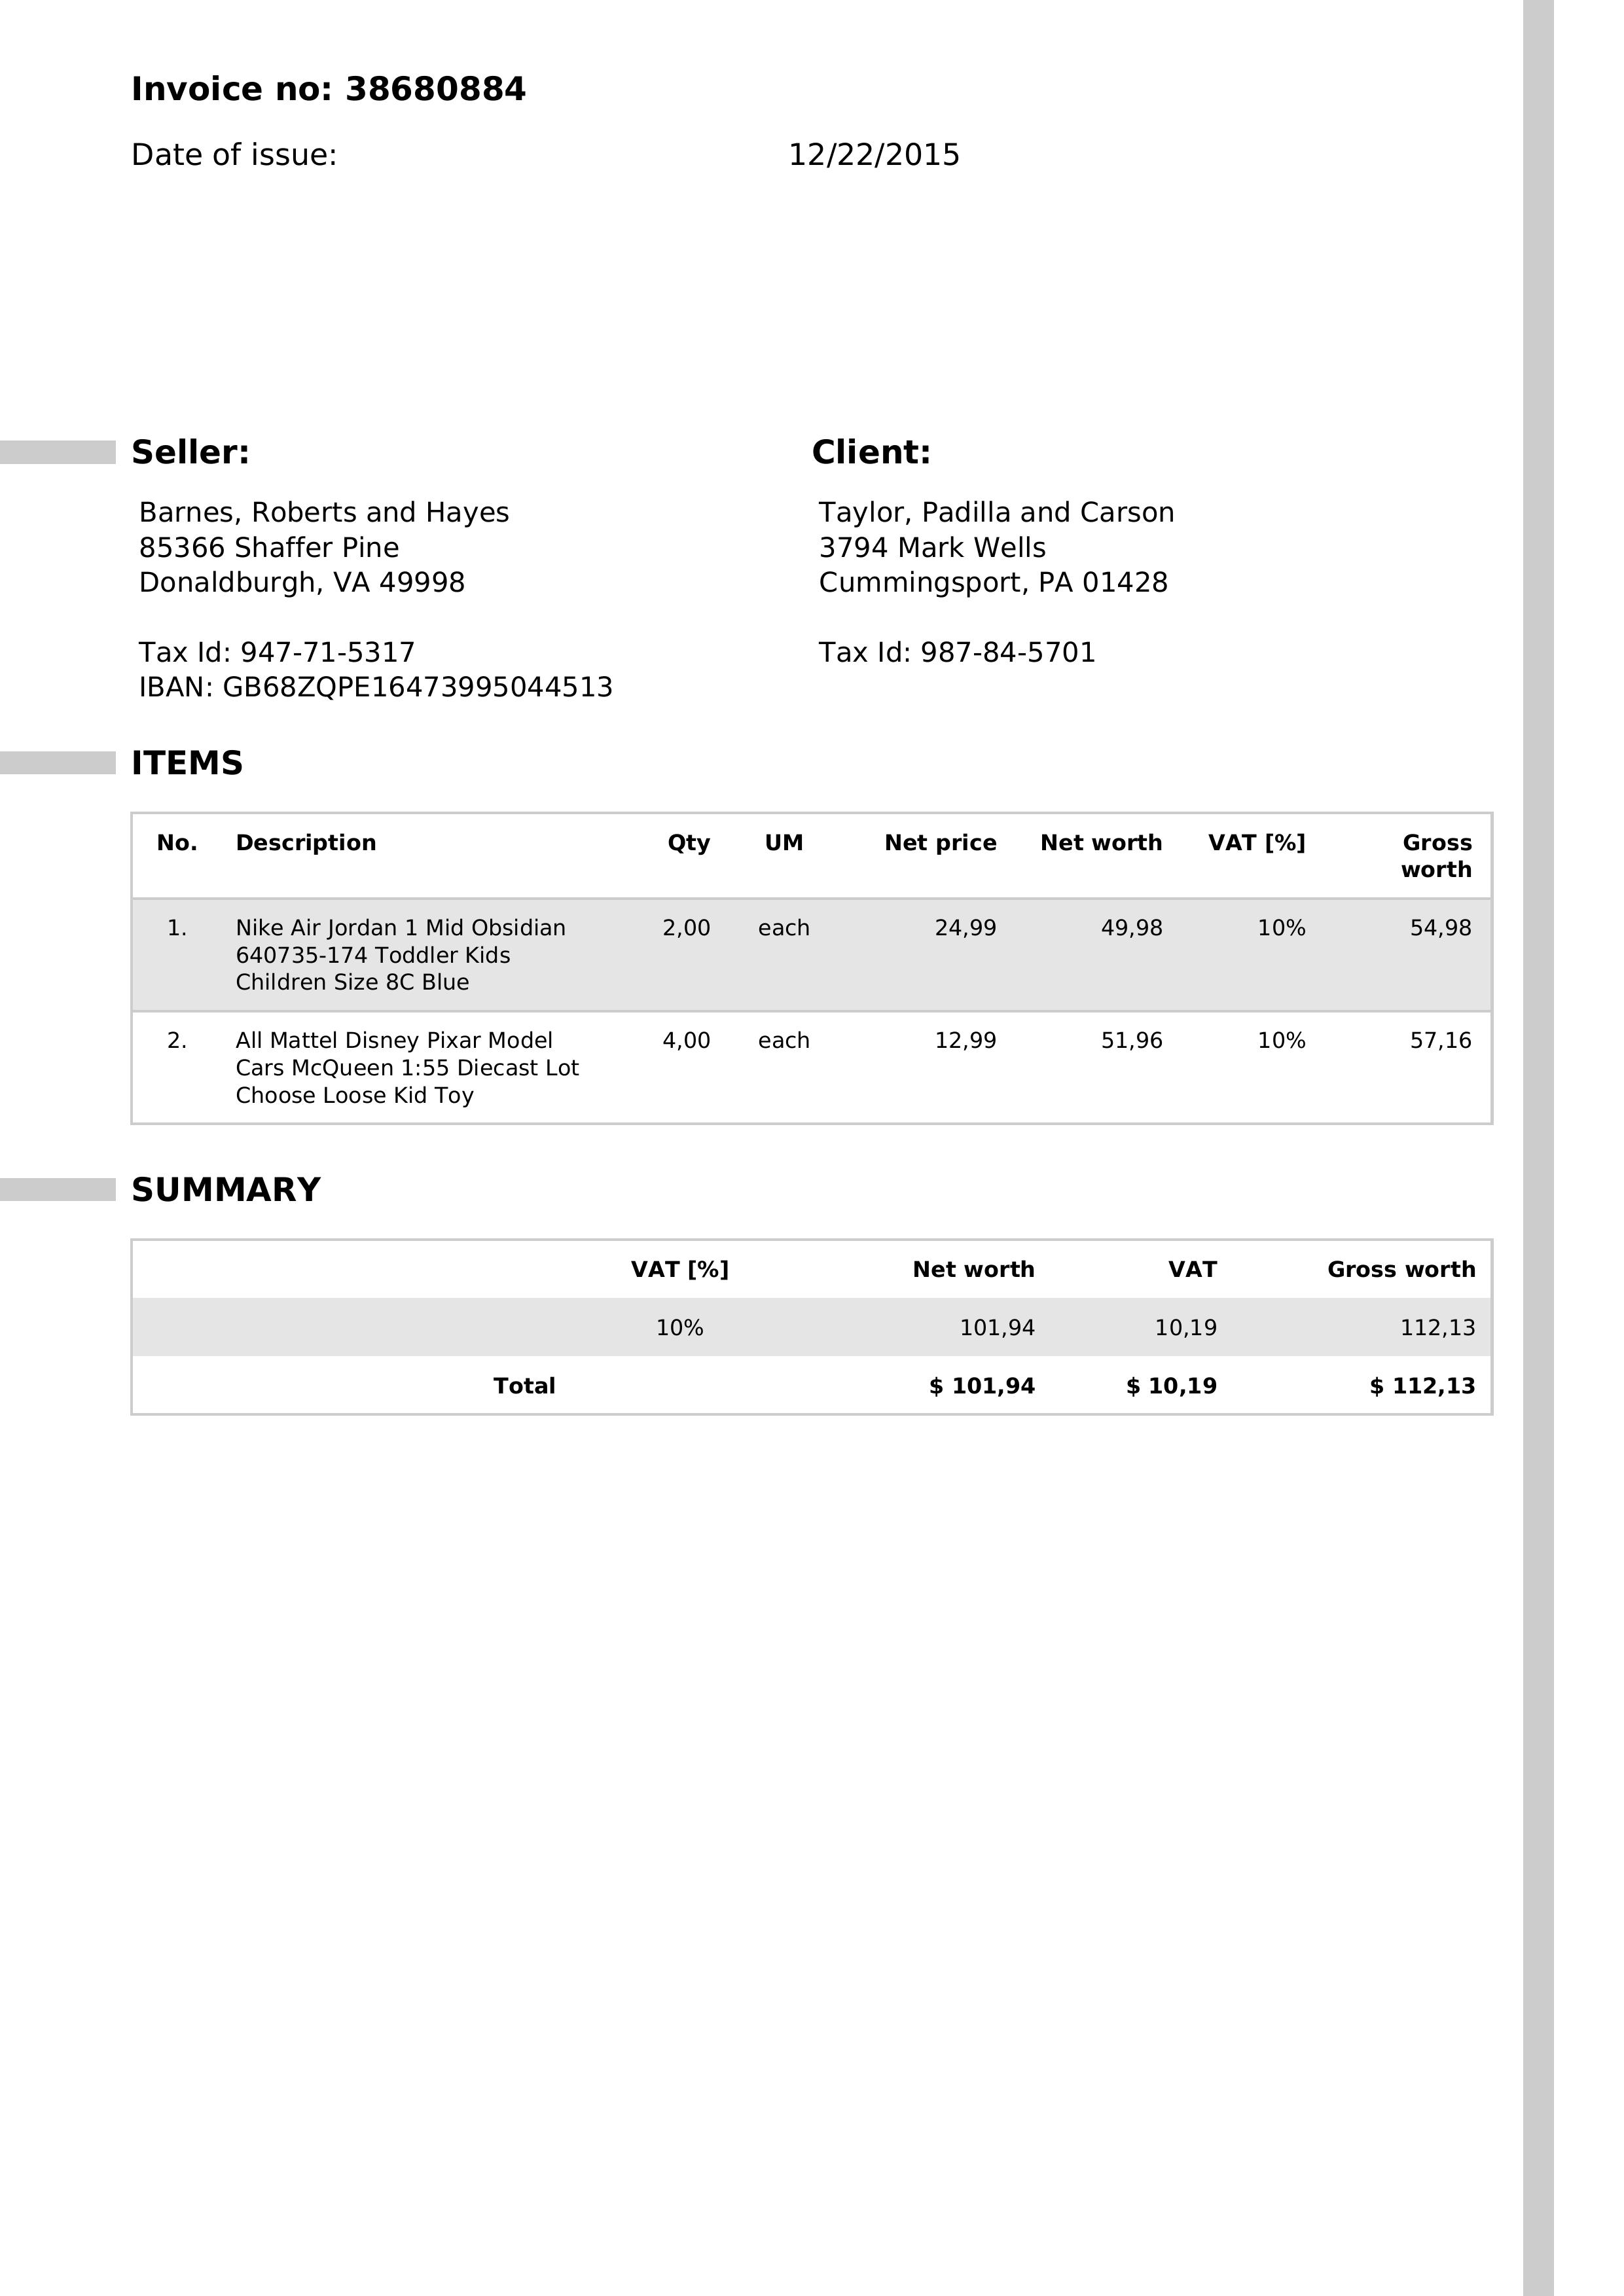 Invoice no: 38680884
Date of issue: 12/22/2015
Seller:
Barnes, Roberts and Hayes
85366 Shaffer Pine
Donaldburgh, VA 49998
Tax Id: 947-71-5317
IBAN: GB68ZQPE16473995044513
Client:
Taylor, Padilla and Carson
3794 Mark Wells
Cummingsport, PA 01428
Tax Id: 987-84-5701
ITEMS
No. Description Qty UM Net price Net worth VAT [%] Gross
worth
1. Nike Air Jordan 1 Mid Obsidian 2,00 each 24,99 49,98 10% 54,98
640735-174 Toddler Kids
Children Size 8C Blue
2. All Mattel Disney Pixar Model 4,00 each 12,99 51,96 10% 57,16
Cars McQueen 1:55 Diecast Lot
Choose Loose Kid Toy
SUMMARY
VAT [%] Net worth VAT Gross worth
10% 101,94 10,19 112,13
Total $ 101,94 $ 10,19 $ 112,13